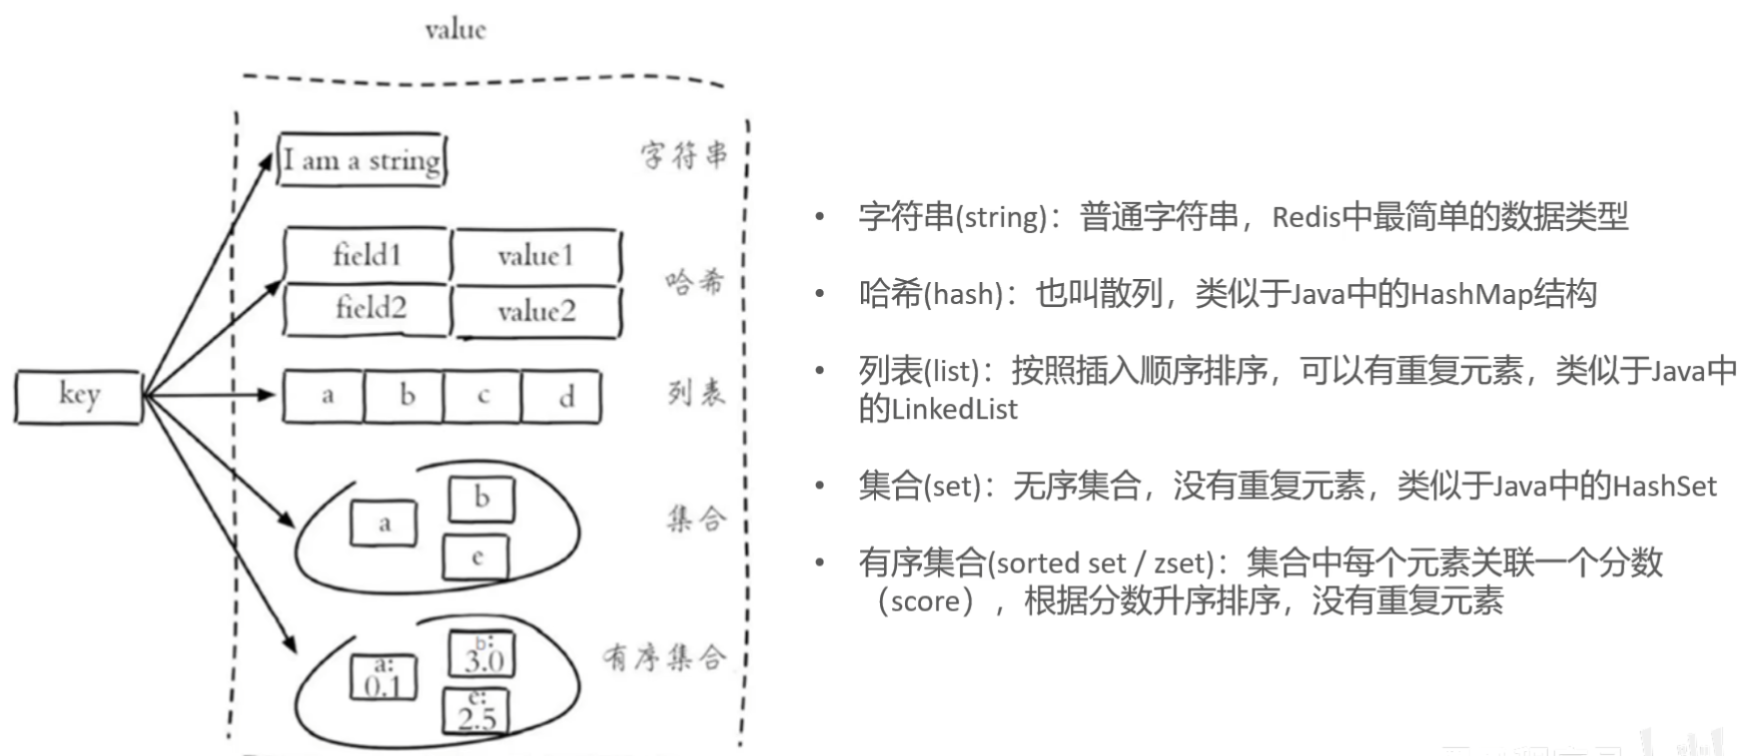 value
I am a string
字符串
field1 value1
field2 value2
哈希
key
a b c d
列表
a
b
e
集合
a:
0.1
b:
3.0
e:
2.5
有序集合
• 字符串(string)：普通字符串，Redis中最简单的数据类型
• 哈希(hash)：也叫散列，类似于Java中的HashMap结构
• 列表(list)：按照插入顺序排序，可以有重复元素，类似于Java中
的LinkedList
• 集合(set)：无序集合，没有重复元素，类似于Java中的HashSet
• 有序集合(sorted set / zset)：集合中每个元素关联一个分数
（score），根据分数升序排序，没有重复元素